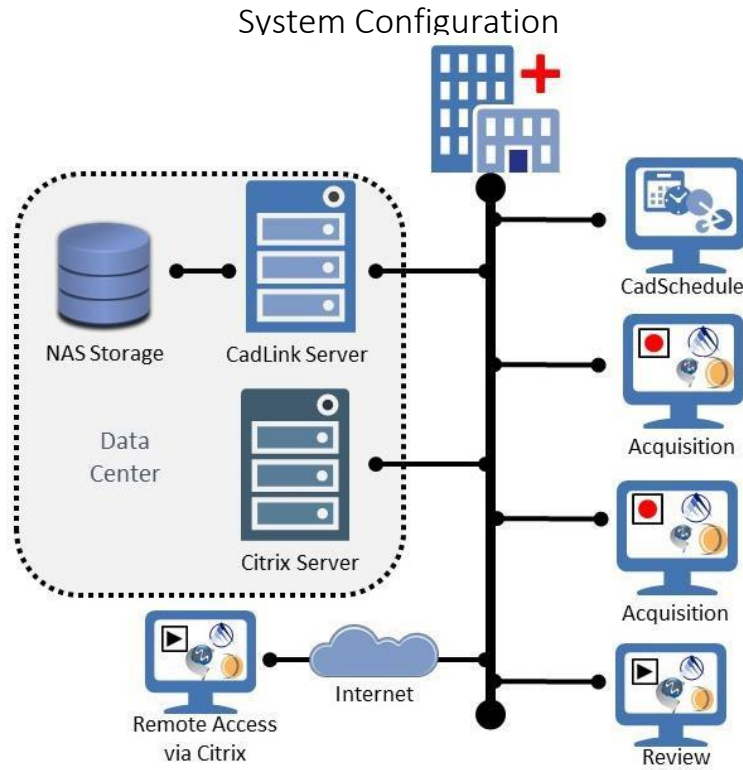 System Configuration
CadSchedule
NAS Storage
CadLink Server
Acquisition
Data
Center
Citrix Server
Acquisition
Internet
Remote Access
via Citrix
Review